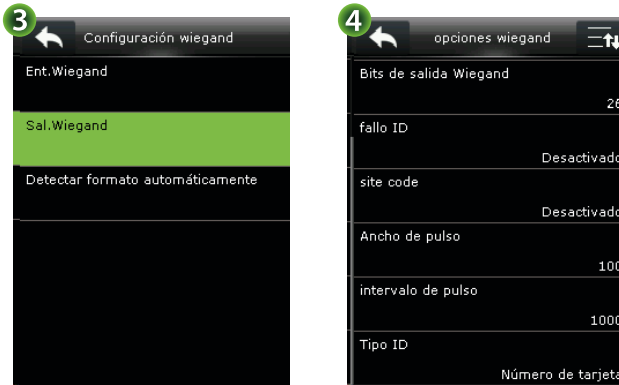 3
Configuración wiegand
Ent.Wiegand
Sal.Wiegand
Detectar formato automáticamente
4
opciones wiegand
Bits de salida Wiegand
26
fallo ID
Desactivado
site code
Desactivado
Ancho de pulso
100
intervalo de pulso
1000
Tipo ID
Número de tarjeta